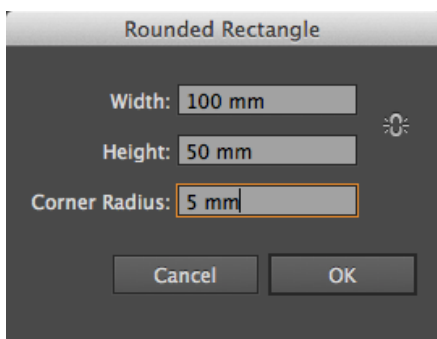 Rounded Rectangle
Width: 100 mm
Height: 50 mm
Corner Radius: 5 mm
Cancel OK